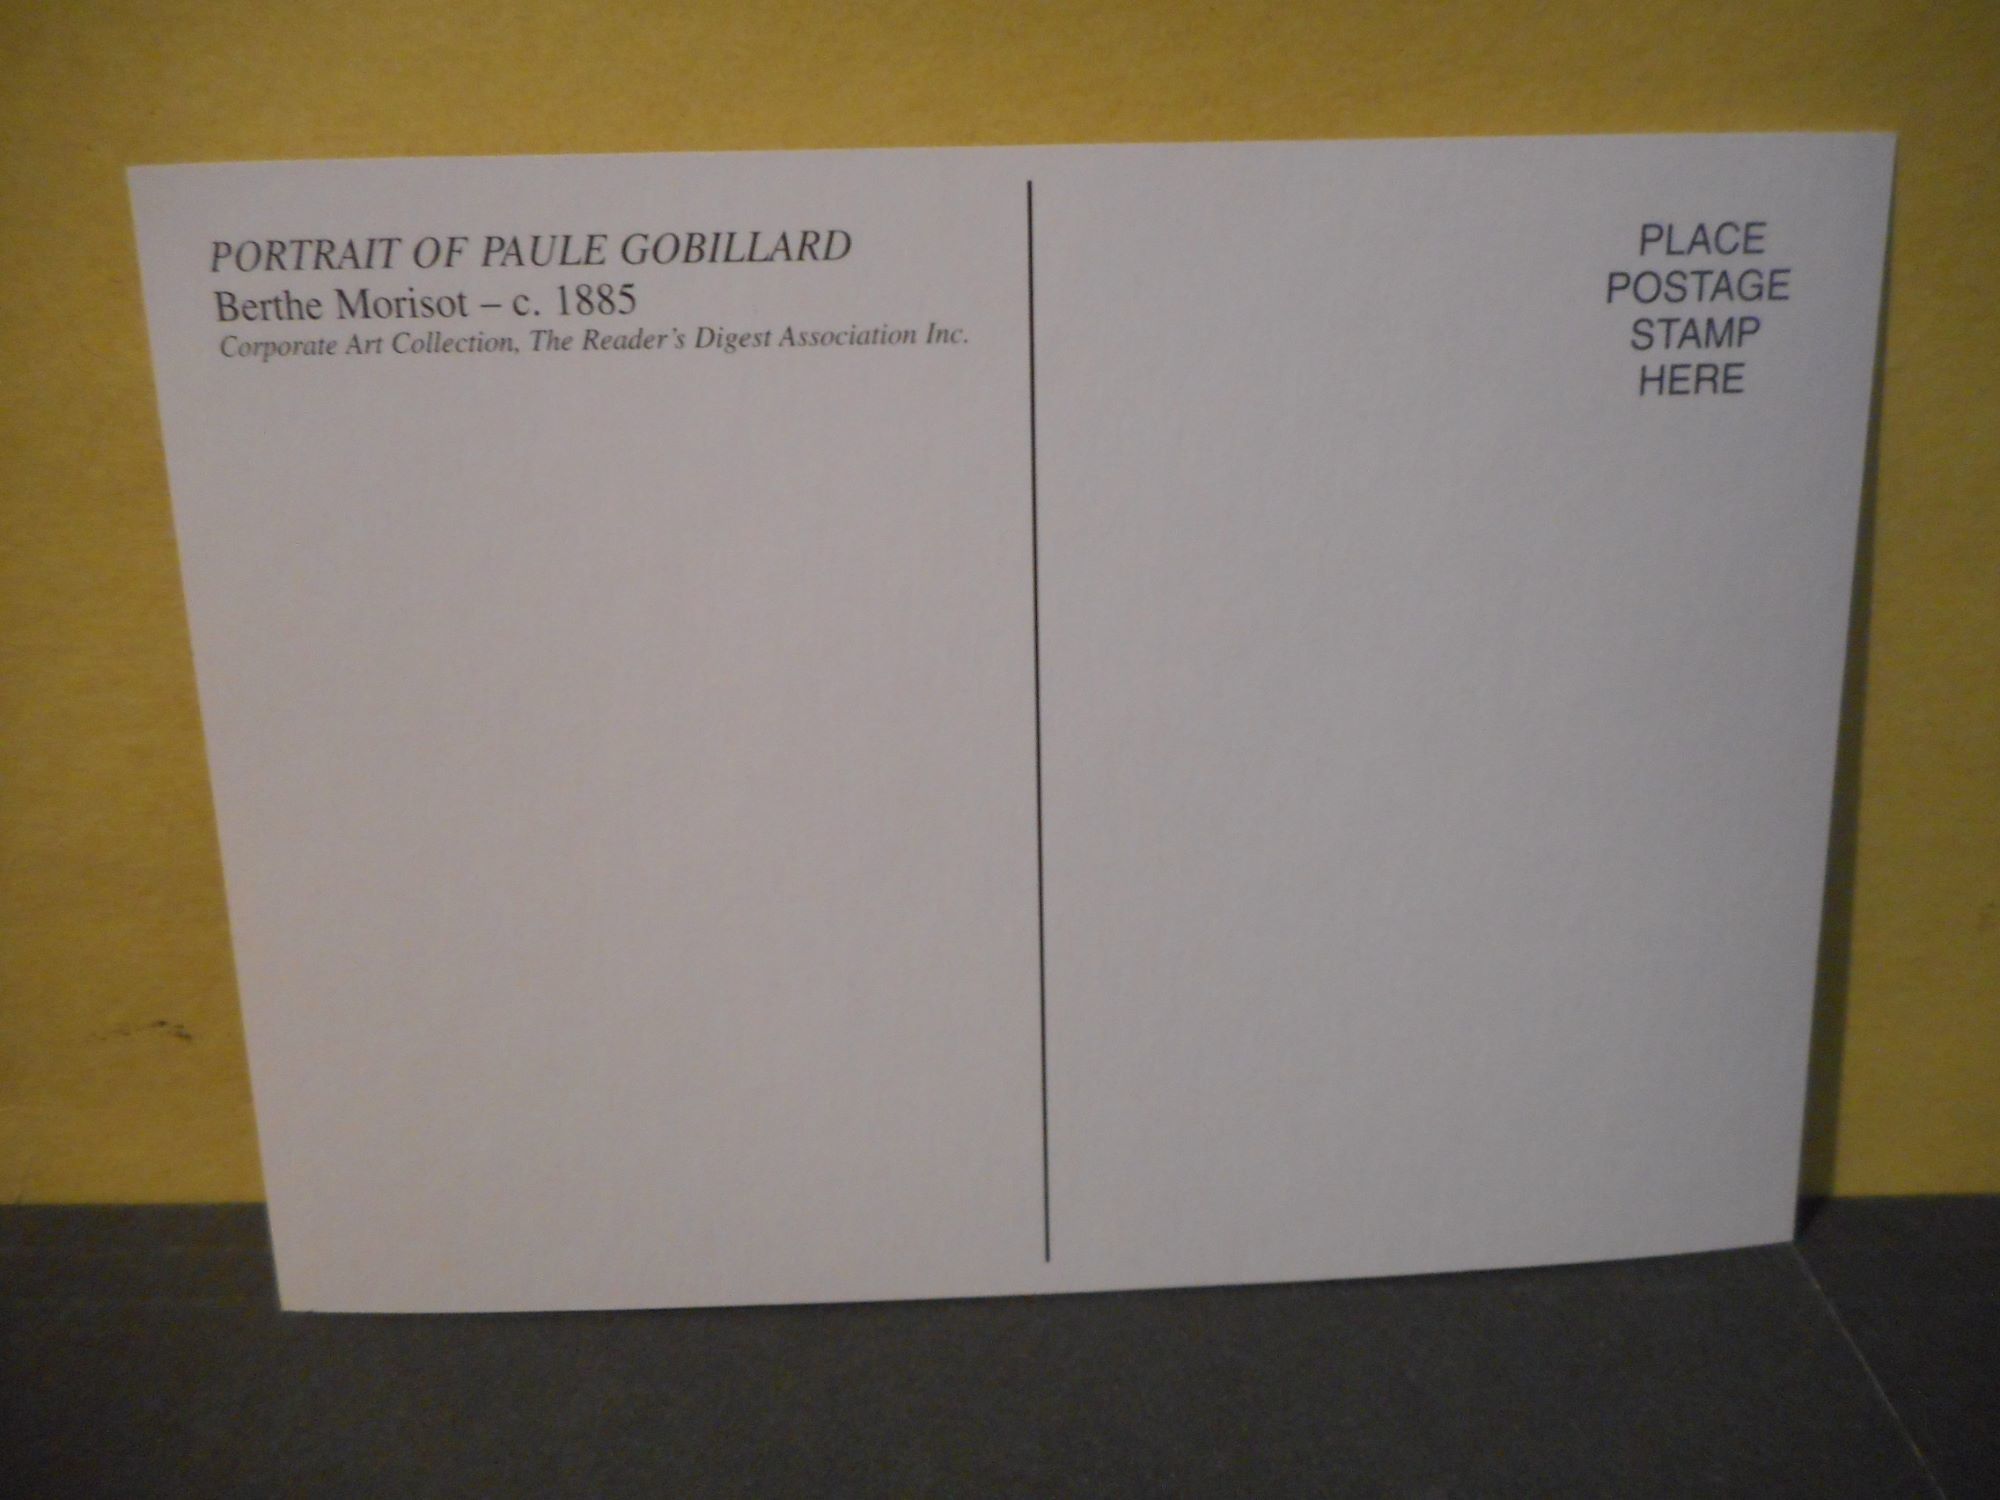 PORTRAIT OF PAULE GOBILLARD
Berthe Morisot – c. 1885
Corporate Art Collection, The Reader's Digest Association Inc.
PLACE
POSTAGE
STAMP
HERE